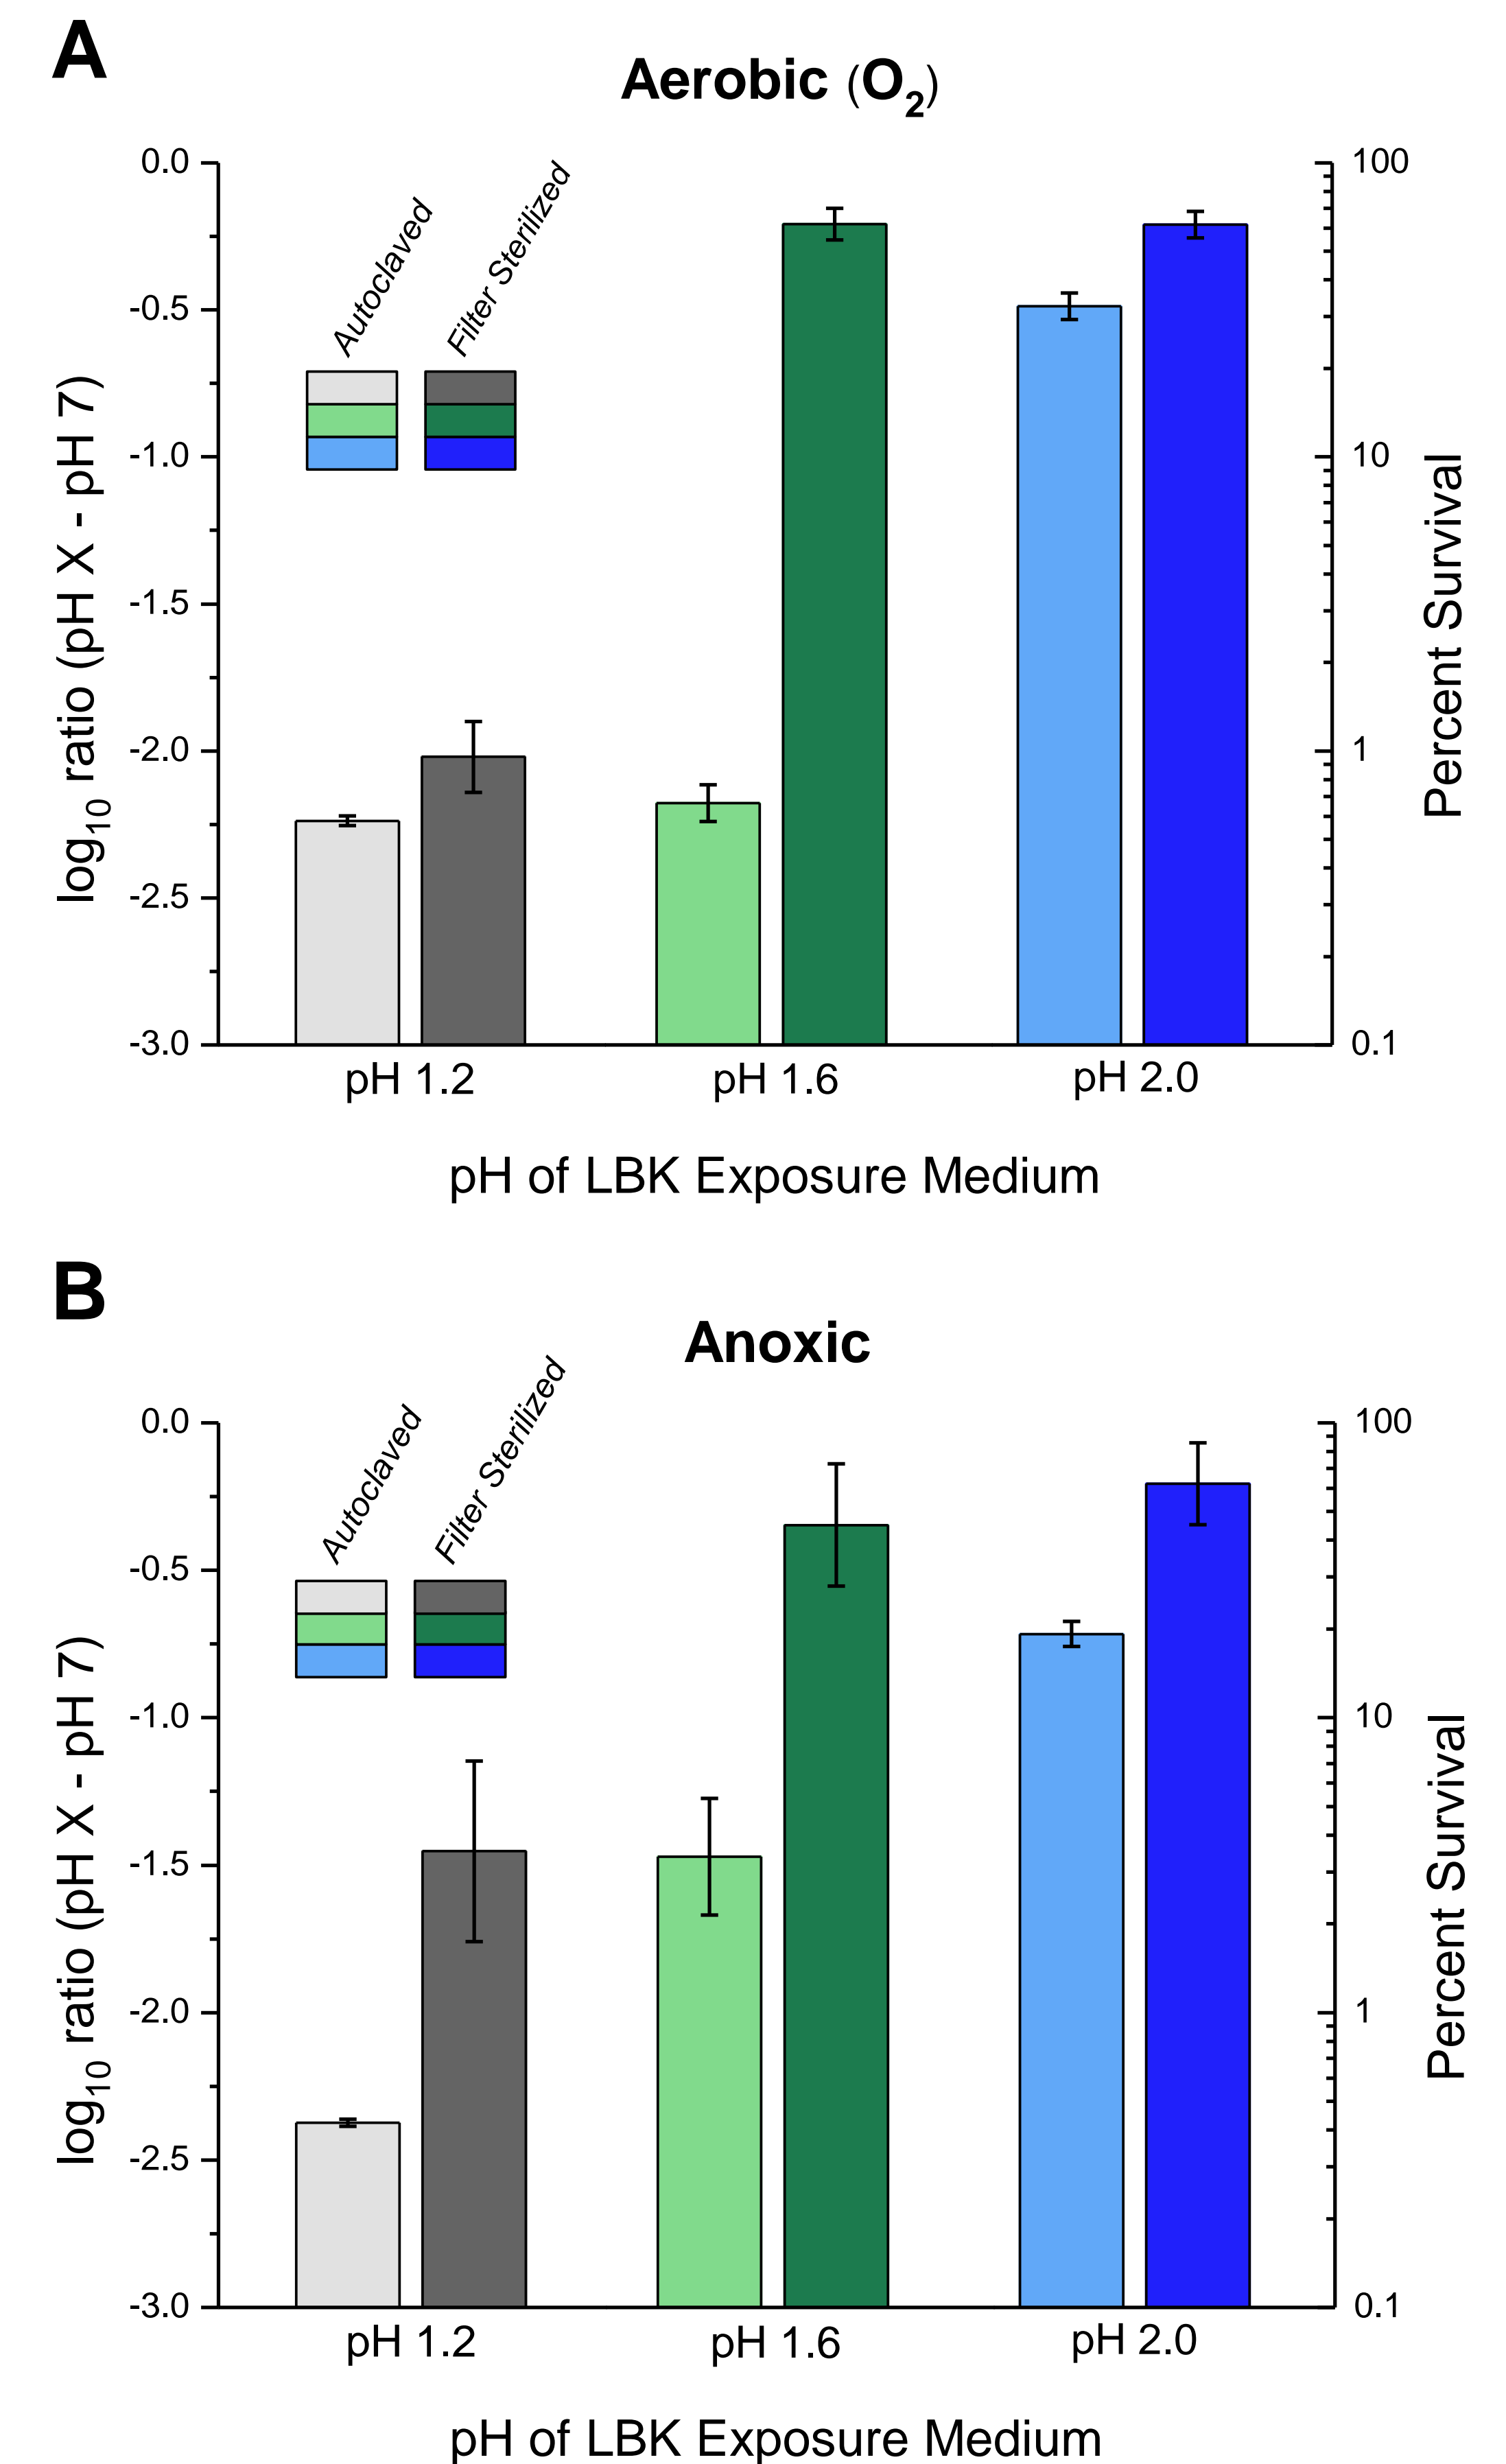 A
Aerobic (O2)
Autoclaved
Filter Sterilized
0.0
-0.5
-1.0
-1.5
-2.0
-2.5
-3.0
log10 ratio (pH X - pH 7)
100
10
1
0.1
Percent Survival
pH 1.2
pH 1.6
pH 2.0
pH of LBK Exposure Medium
B
Anoxic
Autoclaved
Filter Sterilized
0.0
-0.5
-1.0
-1.5
-2.0
-2.5
-3.0
log10 ratio (pH X - pH 7)
100
10
1
0.1
Percent Survival
pH 1.2
pH 1.6
pH 2.0
pH of LBK Exposure Medium